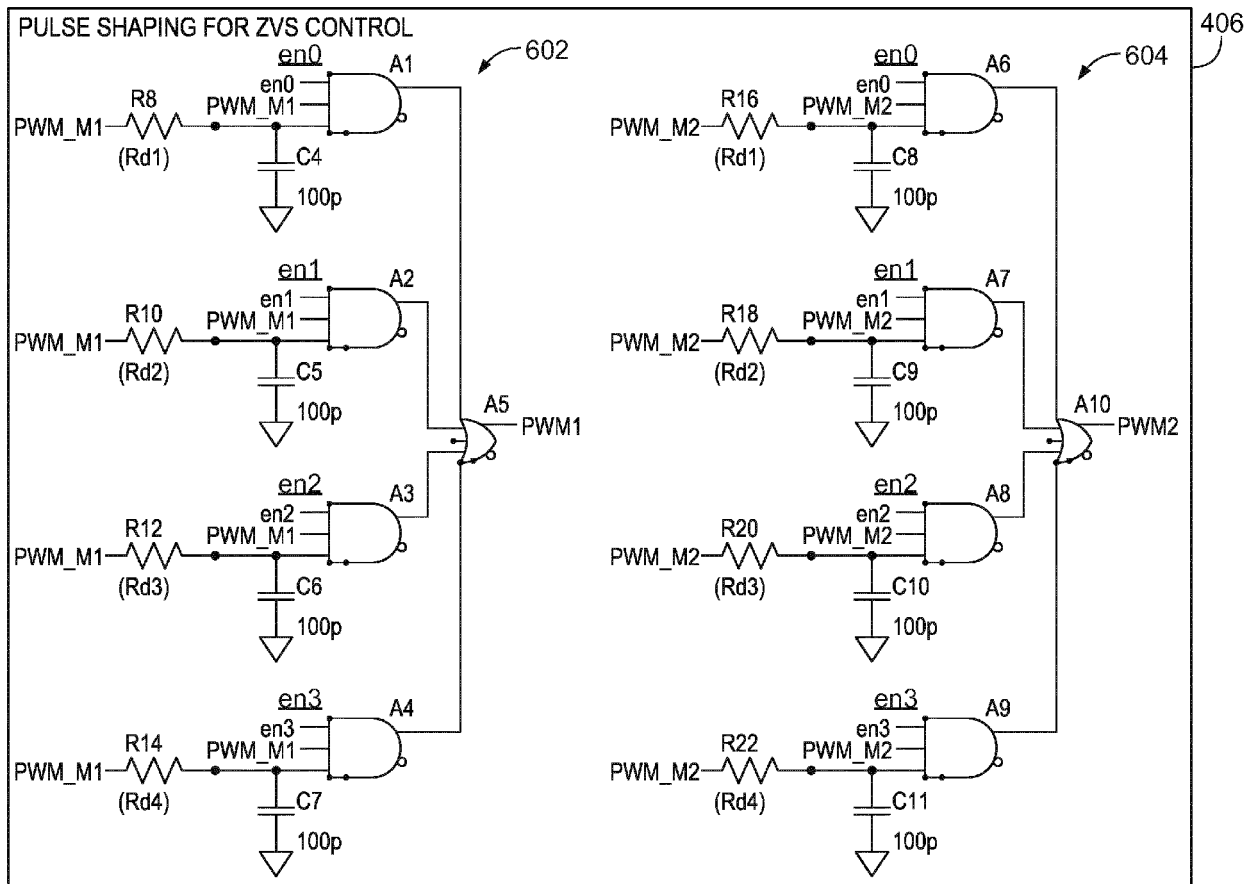 PULSE SHAPING FOR ZVS CONTROL
406
602
en0
A1
en0
R8
PWM_M1
PWM_M1
(Rd1)
C4
100p
en1
A2
en1
R10
PWM_M1
PWM_M1
(Rd2)
C5
100p
A5
PWM1
en2
A3
en2
R12
PWM_M1
PWM_M1
(Rd3)
C6
100p
en3
A4
en3
R14
PWM_M1
PWM_M1
(Rd4)
C7
100p
604
en0
A6
en0
R16
PWM_M2
PWM_M2
(Rd1)
C8
100p
en1
A7
en1
R18
PWM_M2
PWM_M2
(Rd2)
C9
100p
A10
PWM2
en2
A8
en2
R20
PWM_M2
PWM_M2
(Rd3)
C10
100p
en3
A9
en3
R22
PWM_M2
PWM_M2
(Rd4)
C11
100p